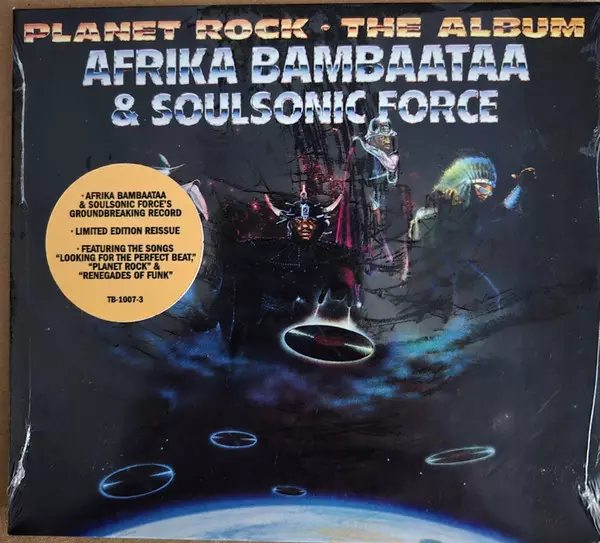 PLANET ROCK · THE ALBUM
AFRIKA BAMBAATAA
& SOULSONIC FORCE
· AFRIKA BAMBAATAA
& SOULSONIC FORCE'S
GROUNDBREAKING RECORD
· LIMITED EDITION REISSUE
· FEATURING THE SONGS
"LOOKING FOR THE PERFECT BEAT,"
"PLANET ROCK" &
"RENEGADES OF FUNK"
TB-1007-3